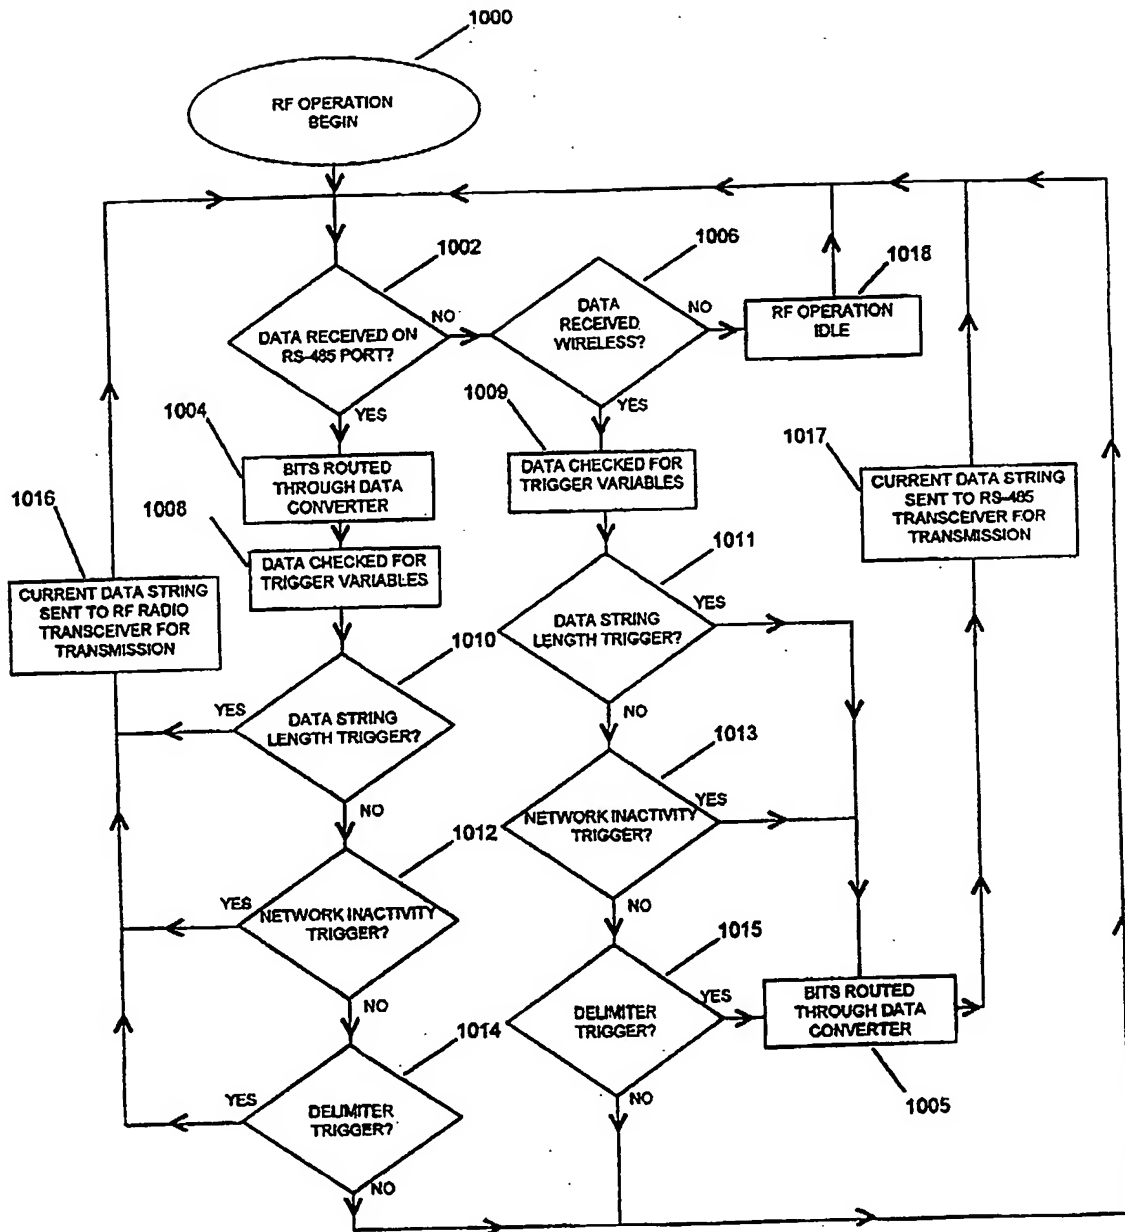 1000
RF OPERATION
BEGIN
1002
DATA RECEIVED ON
RS-485 PORT?
NO
YES
1006
DATA
RECEIVED
WIRELESS?
NO
YES
1018
RF OPERATION
IDLE
1004
BITS ROUTED
THROUGH DATA
CONVERTER
1009
DATA CHECKED FOR
TRIGGER VARIABLES
1017
CURRENT DATA STRING
SENT TO RS-485
TRANSCEIVER FOR
TRANSMISSION
1008
DATA CHECKED FOR
TRIGGER VARIABLES
1016
CURRENT DATA STRING
SENT TO RF RADIO
TRANSCEIVER FOR
TRANSMISSION
1011
DATA STRING
LENGTH TRIGGER?
YES
NO
1010
DATA STRING
LENGTH TRIGGER?
YES
NO
1013
NETWORK INACTIVITY
TRIGGER?
YES
NO
1012
NETWORK INACTIVITY
TRIGGER?
YES
NO
1015
DELIMITER
TRIGGER?
YES
NO
BITS ROUTED
THROUGH DATA
CONVERTER
1005
1014
DELIMITER
TRIGGER?
YES
NO